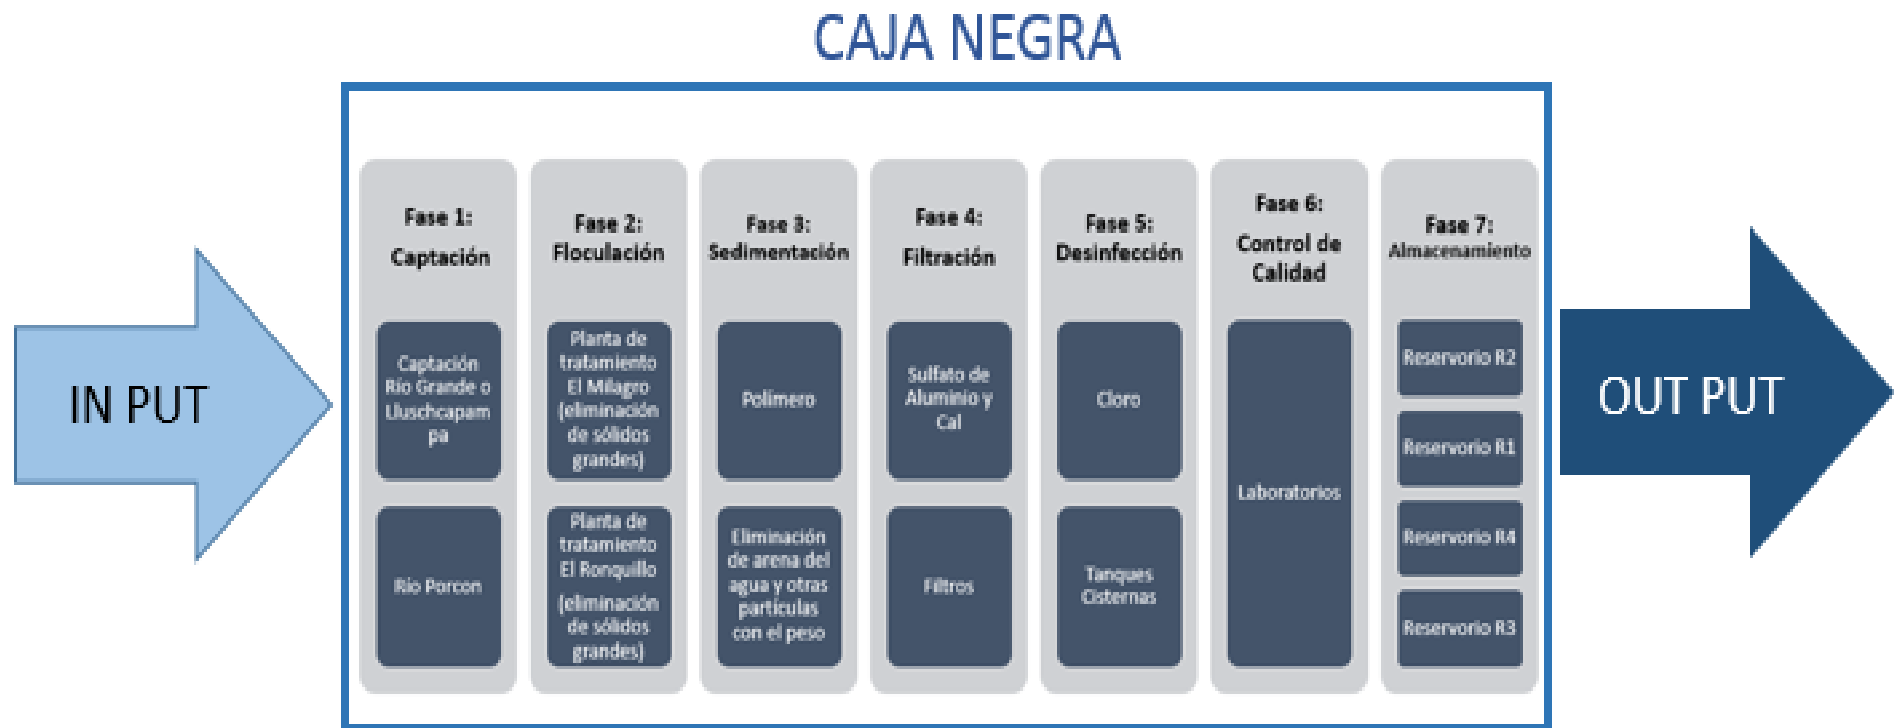 CAJA NEGRA
IN PUT
Fase 1:
Captación
Captación
Río Grande o
Lluschcapam
pa
Río Porcon
Fase 2:
Floculación
Planta de
tratamiento
El Milagro
(eliminación
de sólidos
grandes)
Planta de
tratamiento
El Ronquillo
(eliminación
de sólidos
grandes)
Fase 3:
Sedimentación
Polímero
Eliminación
de arena del
agua y otras
partículas
con el peso
Fase 4:
Filtración
Sulfato de
Aluminio y
Cal
Filtros
Fase 5:
Desinfección
Cloro
Tanques
Cisternas
Fase 6:
Control de
Calidad
Laboratorios
Fase 7:
Almacenamiento
Reservorio R2
Reservorio R1
Reservorio R4
Reservorio R3
OUT PUT